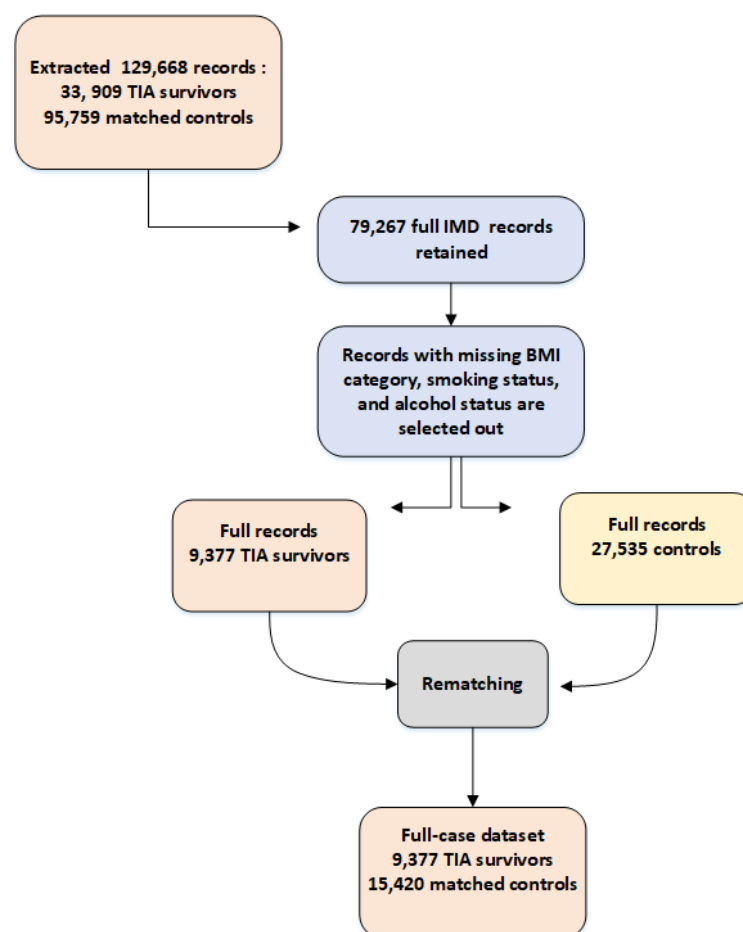 Extracted 129,668 records :
33, 909 TIA survivors
95,759 matched controls
79,267 full IMD records
retained
Records with missing BMI
category, smoking status,
and alcohol status are
selected out
Full records
9,377 TIA survivors
Full records
27,535 controls
Rematching
Full-case dataset
9,377 TIA survivors
15,420 matched controls